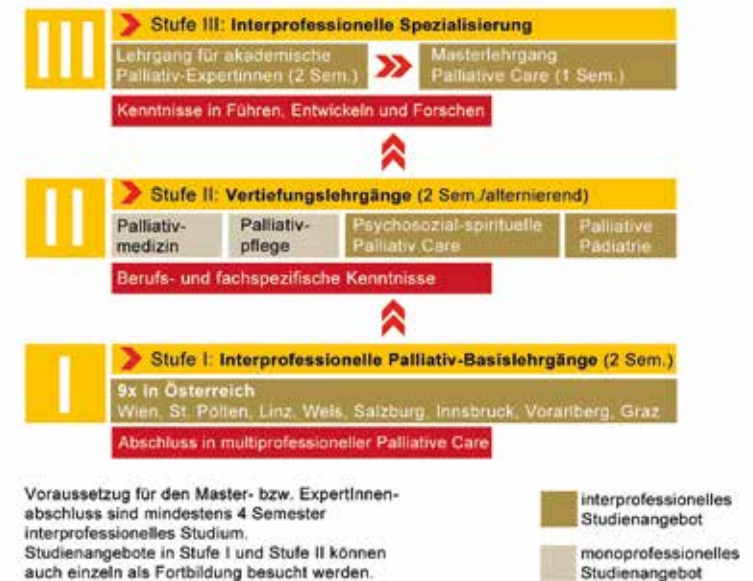 III
Stufe III: Interprofessionelle Spezialisierung
Lehrgang für akademische
Palliativ-ExpertInnen (2 Sem.)
Masterlehrgang
Palliative Care (1 Sem.)
Kenntnisse in Führen, Entwickeln und Forschen
II
Stufe II: Vertiefungslehrgänge (2 Sem./alternierend)
Palliativ-
medizin
Palliativ-
pflege
Psychosozial-spirituelle
Palliativ Care
Palliative
Pädiatrie
Berufs- und fachspezifische Kenntnisse
I
Stufe I: Interprofessionelle Palliativ-Basislehrgänge (2 Sem.)
9x in Österreich
Wien, St. Pölten, Linz, Wels, Salzburg, Innsbruck, Vorarlberg, Graz
Abschluss in multiprofessioneller Palliative Care
Voraussetzug für den Master- bzw. ExpertInnen-
abschluss sind mindestens 4 Semester
interprofessionelles Studium.
Studienangebote in Stufe I und Stufe II können
auch einzeln als Fortbildung besucht werden.
interprofessionelles
Studienangebot
monoprofessionelles
Studienangebot